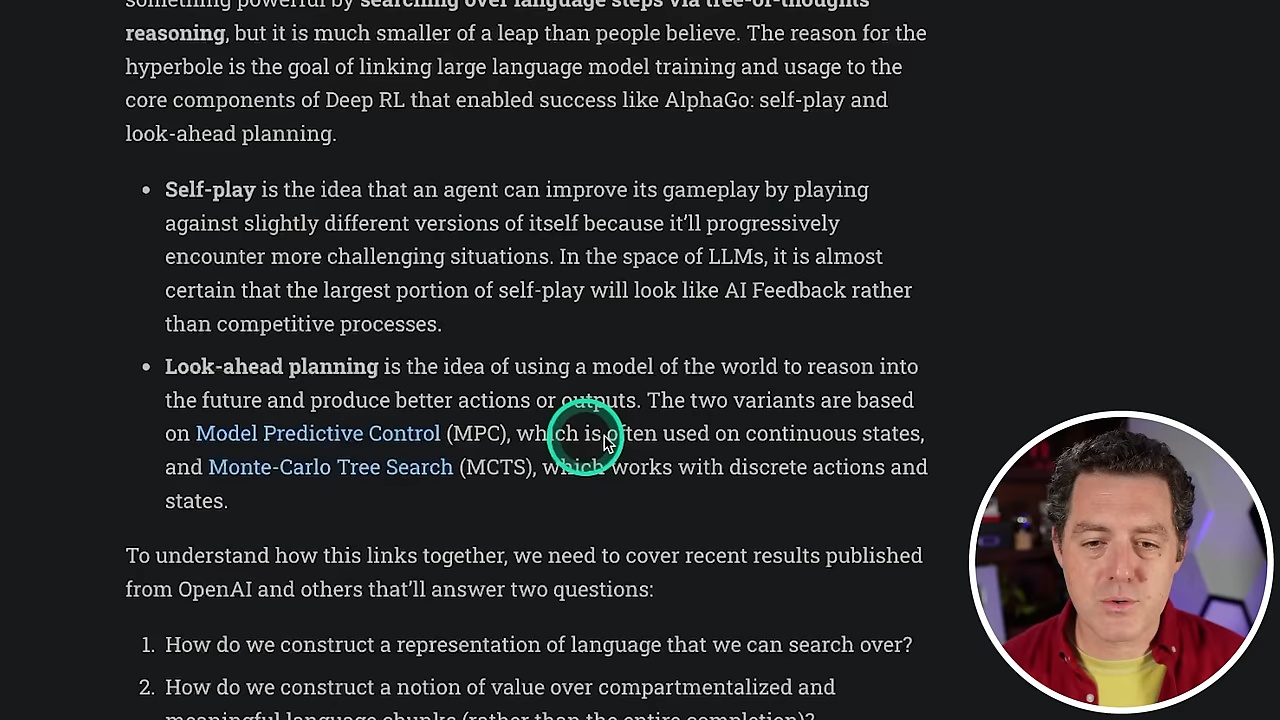 something powerful by searching over language steps via tree-of-thoughts
reasoning, but it is much smaller of a leap than people believe. The reason for the
hyperbole is the goal of linking large language model training and usage to the
core components of Deep RL that enabled success like AlphaGo: self-play and
look-ahead planning.
• Self-play is the idea that an agent can improve its gameplay by playing
against slightly different versions of itself because it’ll progressively
encounter more challenging situations. In the space of LLMs, it is almost
certain that the largest portion of self-play will look like AI Feedback rather
than competitive processes.
• Look-ahead planning is the idea of using a model of the world to reason into
the future and produce better actions or outputs. The two variants are based
on Model Predictive Control (MPC), which is often used on continuous states,
and Monte-Carlo Tree Search (MCTS), which works with discrete actions and
states.
To understand how this links together, we need to cover recent results published
from OpenAI and others that’ll answer two questions:
1. How do we construct a representation of language that we can search over?
2. How do we construct a notion of value over compartmentalized and
meaningful language chunks (rather than the entire completion)?